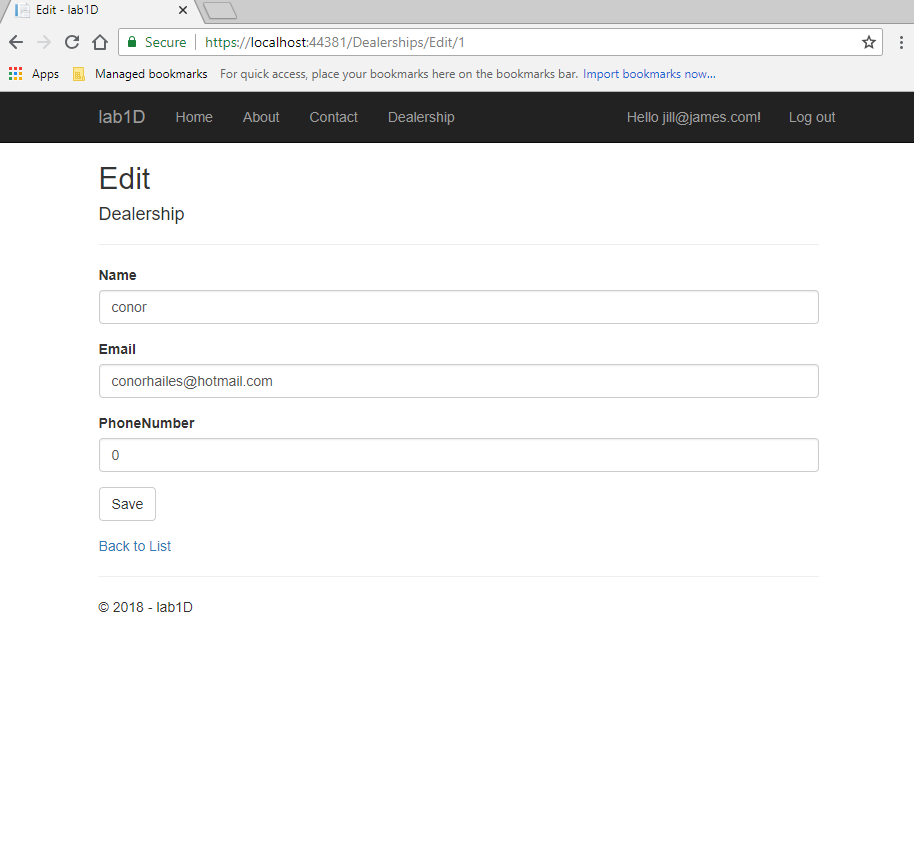 Edit - lab1D
Secure https://localhost:44381/Dealerships/Edit/1
Apps Managed bookmarks For quick access, place your bookmarks here on the bookmarks bar. Import bookmarks now...
lab1D Home About Contact Dealership Hello jill@james.com! Log out
Edit
Dealership
Name
conor
Email
conorhailes@hotmail.com
PhoneNumber
0
Save
Back to List
© 2018 - lab1D